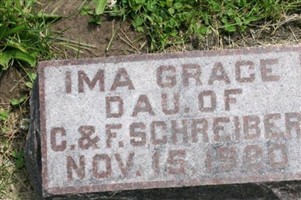 IMA GRACE
DAU. OF
C. & F. SCHREIBER
NOV. 15,